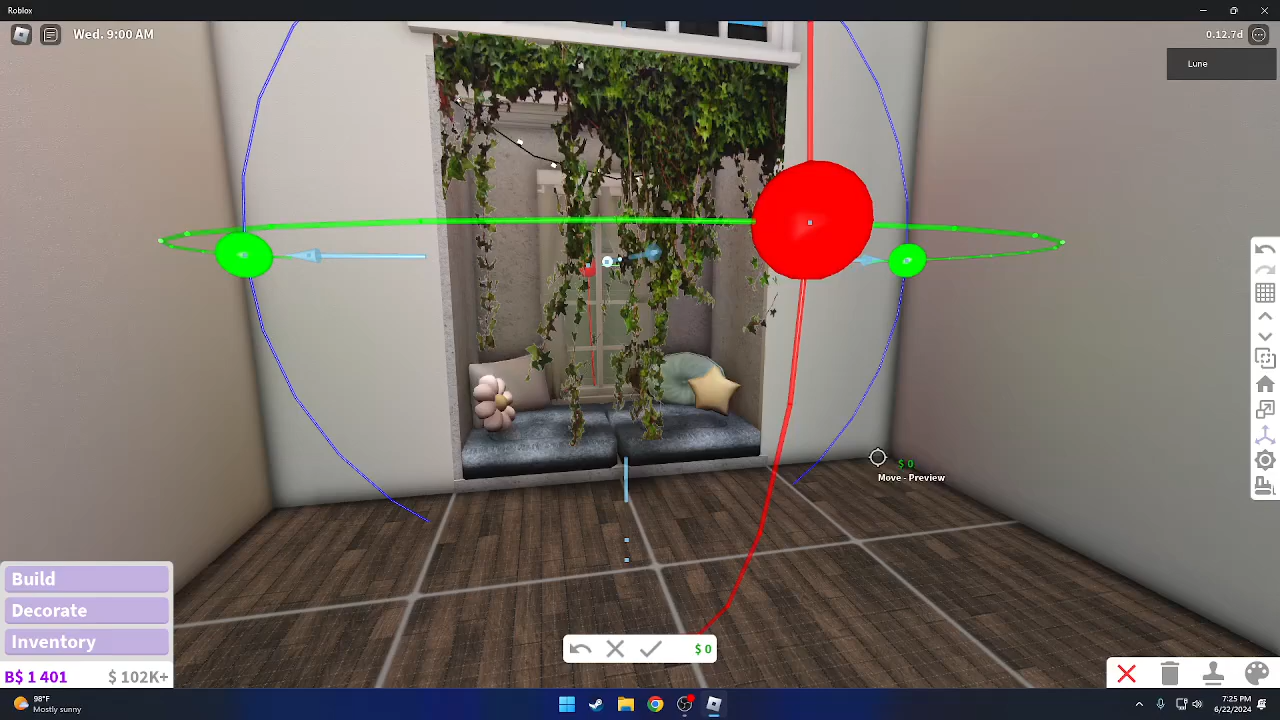 Roblox
Wed. 9:00 AM
0.12.7d
Lune
$ 0
Move - Preview
Build
Decorate
Inventory
B$ 1 401
$ 102K+
$ 0
98°F
Mostly sunny
7:25 PM
6/22/2024